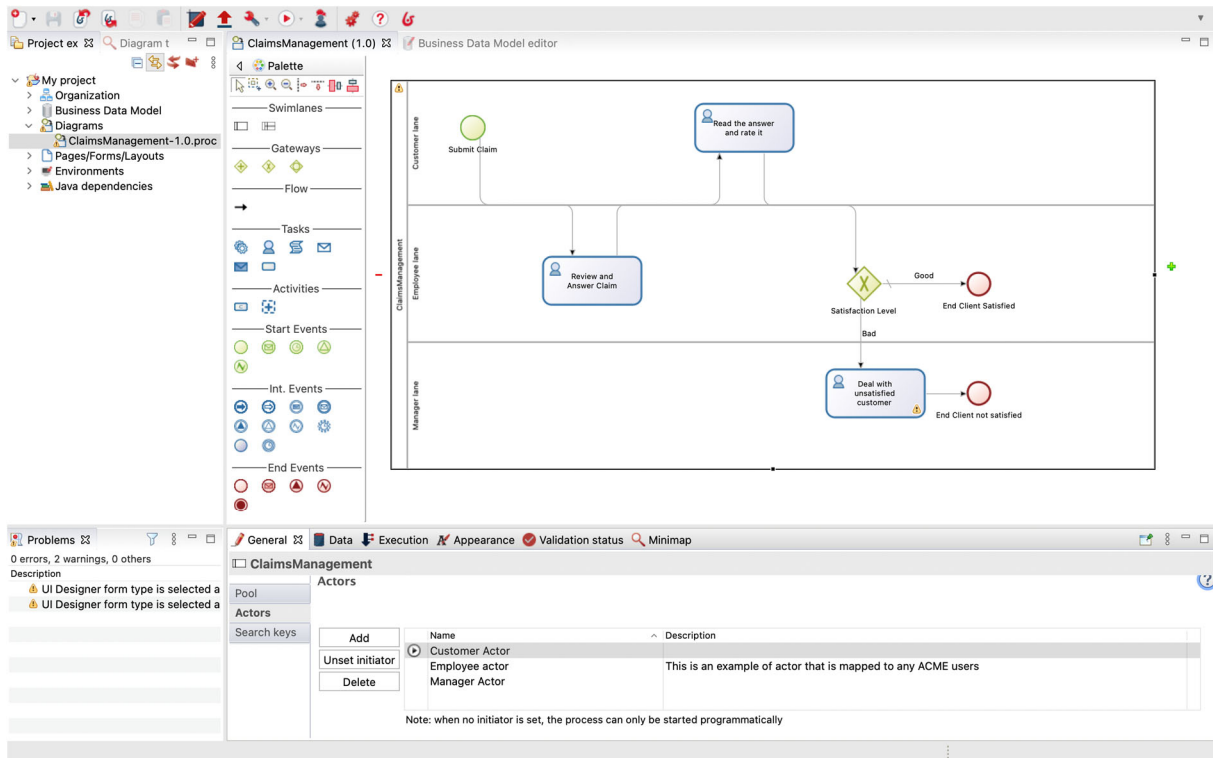 Project ex
Diagram t
ClaimsManagement (1.0)
Business Data Model editor
My project
Organization
Business Data Model
Diagrams
ClaimsManagement-1.0.proc
Pages/Forms/Layouts
Environments
Java dependencies
Palette
Swimlanes
Gateways
Flow
Tasks
Activities
Start Events
Int. Events
End Events
ClaimsManagement
Customer lane
Submit Claim
Read the answer
and rate it
Employee lane
Review and
Answer Claim
Satisfaction Level
Good
End Client Satisfied
Bad
Manager lane
Deal with
unsatisfied
customer
End Client not satisfied
Problems
0 errors, 2 warnings, 0 others
Description
UI Designer form type is selected a
UI Designer form type is selected a
General
Data
Execution
Appearance
Validation status
Minimap
ClaimsManagement
Pool
Actors
Search keys
Actors
Add
Unset initiator
Delete
Name
Description
Customer Actor
Employee actor
This is an example of actor that is mapped to any ACME users
Manager Actor
Note: when no initiator is set, the process can only be started programmatically